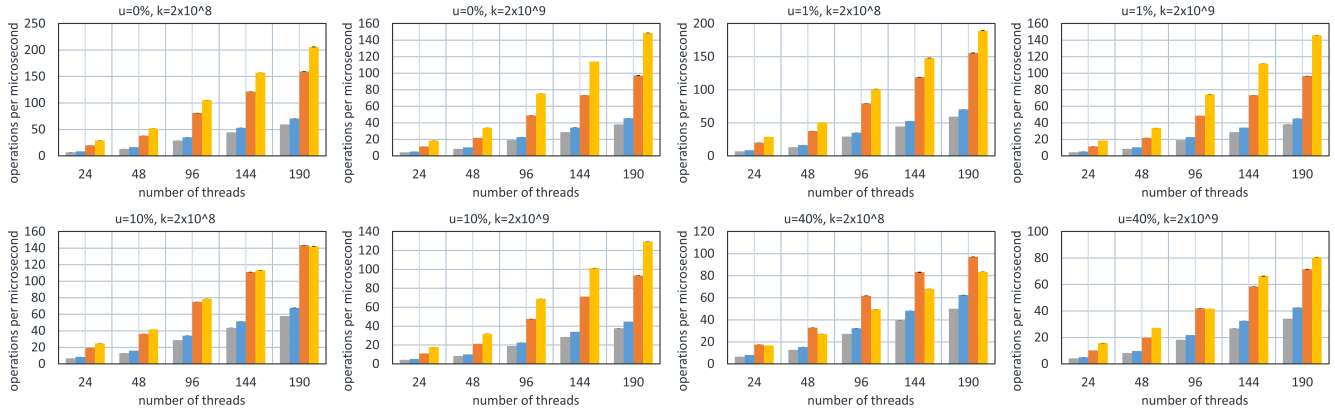 u=0%, k=2x10^8
operations per microsecond
250
200
150
100
50
0
24 48 96 144 190
number of threads
u=0%, k=2x10^9
operations per microsecond
160
140
120
100
80
60
40
20
0
24 48 96 144 190
number of threads
u=1%, k=2x10^8
operations per microsecond
200
150
100
50
0
24 48 96 144 190
number of threads
u=1%, k=2x10^9
operations per microsecond
160
140
120
100
80
60
40
20
0
24 48 96 144 190
number of threads
u=10%, k=2x10^8
operations per microsecond
160
140
120
100
80
60
40
20
0
24 48 96 144 190
number of threads
u=10%, k=2x10^9
operations per microsecond
140
120
100
80
60
40
20
0
24 48 96 144 190
number of threads
u=40%, k=2x10^8
operations per microsecond
120
100
80
60
40
20
0
24 48 96 144 190
number of threads
u=40%, k=2x10^9
operations per microsecond
100
80
60
40
20
0
24 48 96 144 190
number of threads